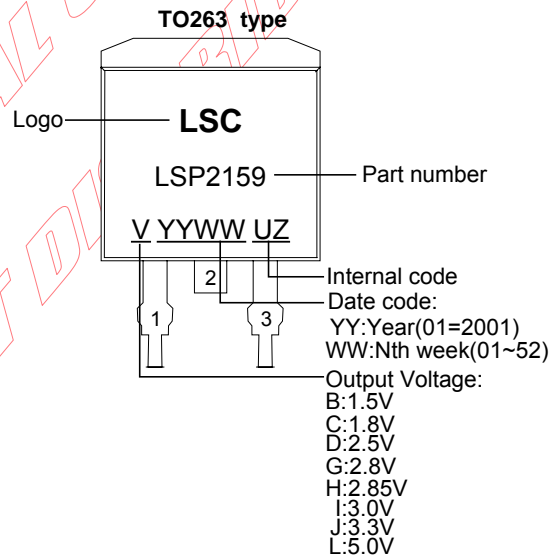 TO263 type
Logo
LSC
LSP2159
Part number
V YYWW UZ
2
1
3
Internal code
Date code:
YY:Year(01=2001)
WW:Nth week(01~52)
Output Voltage:
B:1.5V
C:1.8V
D:2.5V
G:2.8V
H:2.85V
I:3.0V
J:3.3V
L:5.0V